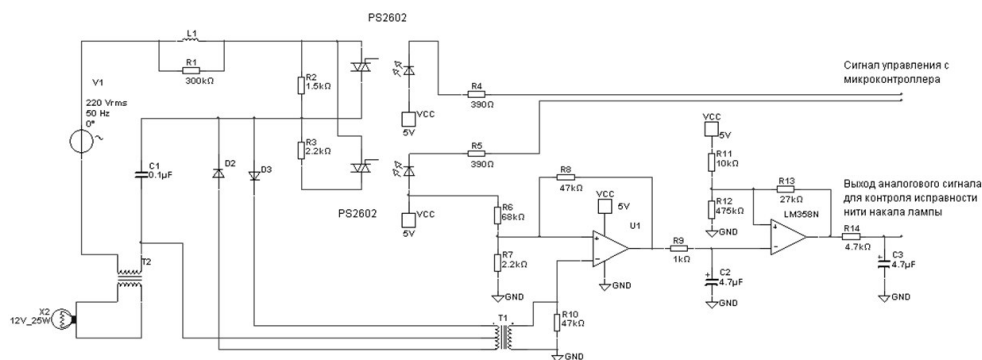 PS2602
L1
R1
300kΩ
V1
220 Vrms
50 Hz
0°
R2
1.5kΩ
R3
2.2kΩ
R4
390Ω
VCC
5V
Сигнал управления с
микроконтроллера
C1
0.1µF
D2
D3
R5
390Ω
PS2602
VCC
5V
R6
68kΩ
R7
2.2kΩ
GND
R8
47kΩ
VCC
5V
U1
GND
R9
1kΩ
C2
4.7µF
GND
VCC
5V
R11
10kΩ
R12
475kΩ
GND
R13
27kΩ
LM358N
R14
4.7kΩ
Выход аналогового сигнала
для контроля исправности
нити накала лампы
C3
4.7µF
GND
T2
X2
12V_25W
T1
R10
47kΩ
GND